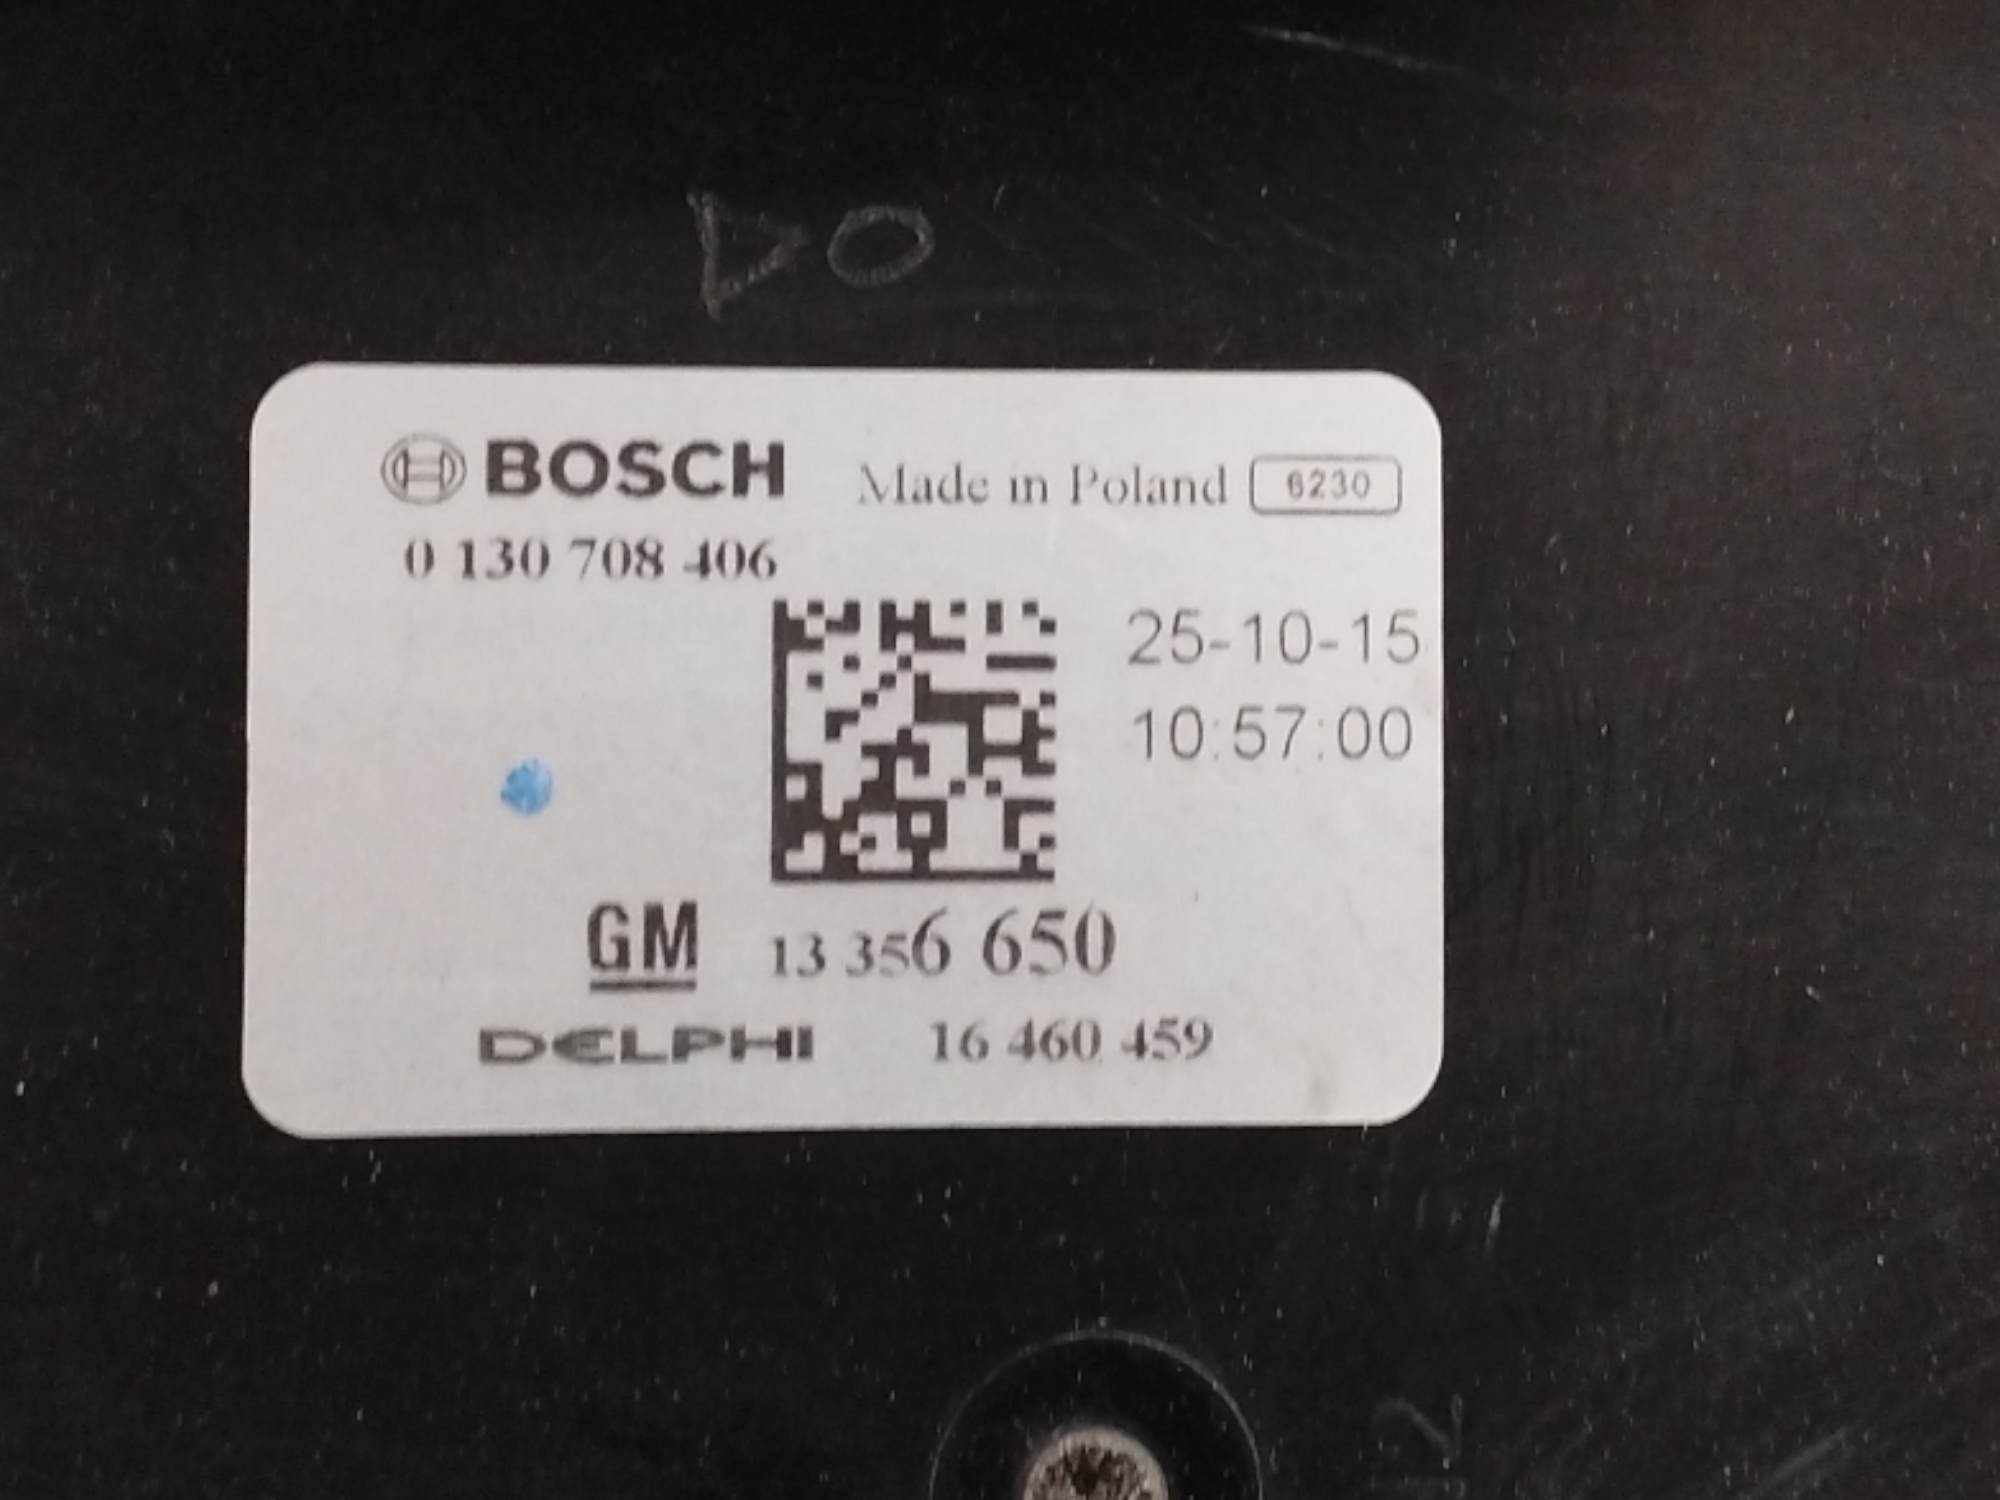 DO
BOSCH Made in Poland 6230
0 130 708 406
25-10-15
10:57:00
GM 13 356 650
DELPHI 16 460 459